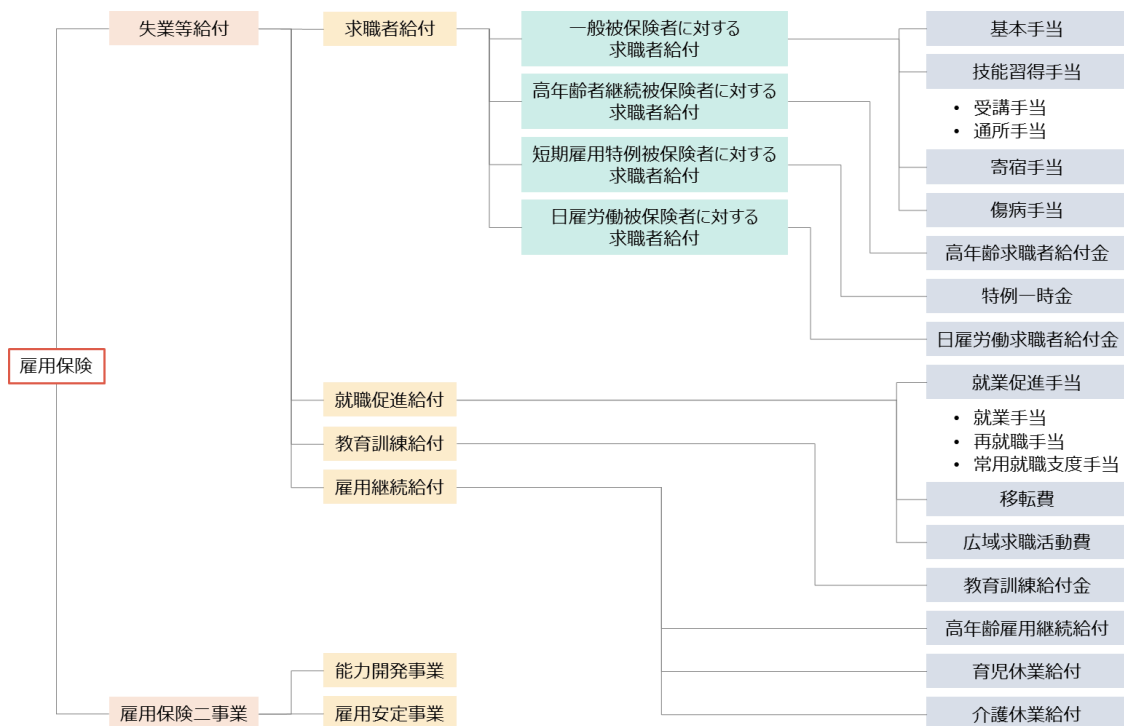 雇用保険
失業等給付
求職者給付
一般被保険者に対する
求職者給付
基本手当
技能習得手当
• 受講手当
• 通所手当
寄宿手当
傷病手当
高年齢者継続被保険者に対する
求職者給付
高年齢求職者給付金
短期雇用特例被保険者に対する
求職者給付
特例一時金
日雇労働被保険者に対する
求職者給付
日雇労働求職者給付金
就職促進給付
就業促進手当
• 就業手当
• 再就職手当
• 常用就職支度手当
移転費
広域求職活動費
教育訓練給付
教育訓練給付金
雇用継続給付
高年齢雇用継続給付
育児休業給付
介護休業給付
雇用保険二事業
能力開発事業
雇用安定事業